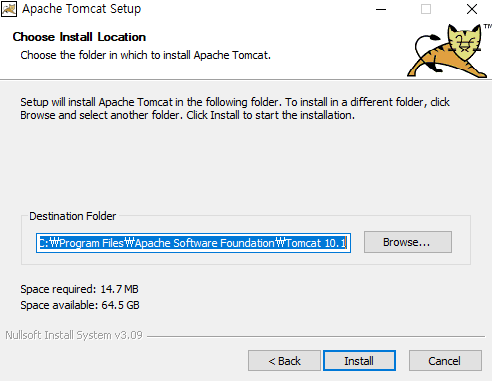 Apache Tomcat Setup
Choose Install Location
Choose the folder in which to install Apache Tomcat.
TM
Setup will install Apache Tomcat in the following folder. To install in a different folder, click
Browse and select another folder. Click Install to start the installation.
Destination Folder
C:₩Program Files₩Apache Software Foundation₩Tomcat 10.1
Browse...
Space required: 14.7 MB
Space available: 64.5 GB
Nullsoft Install System v3.09
< Back Install Cancel